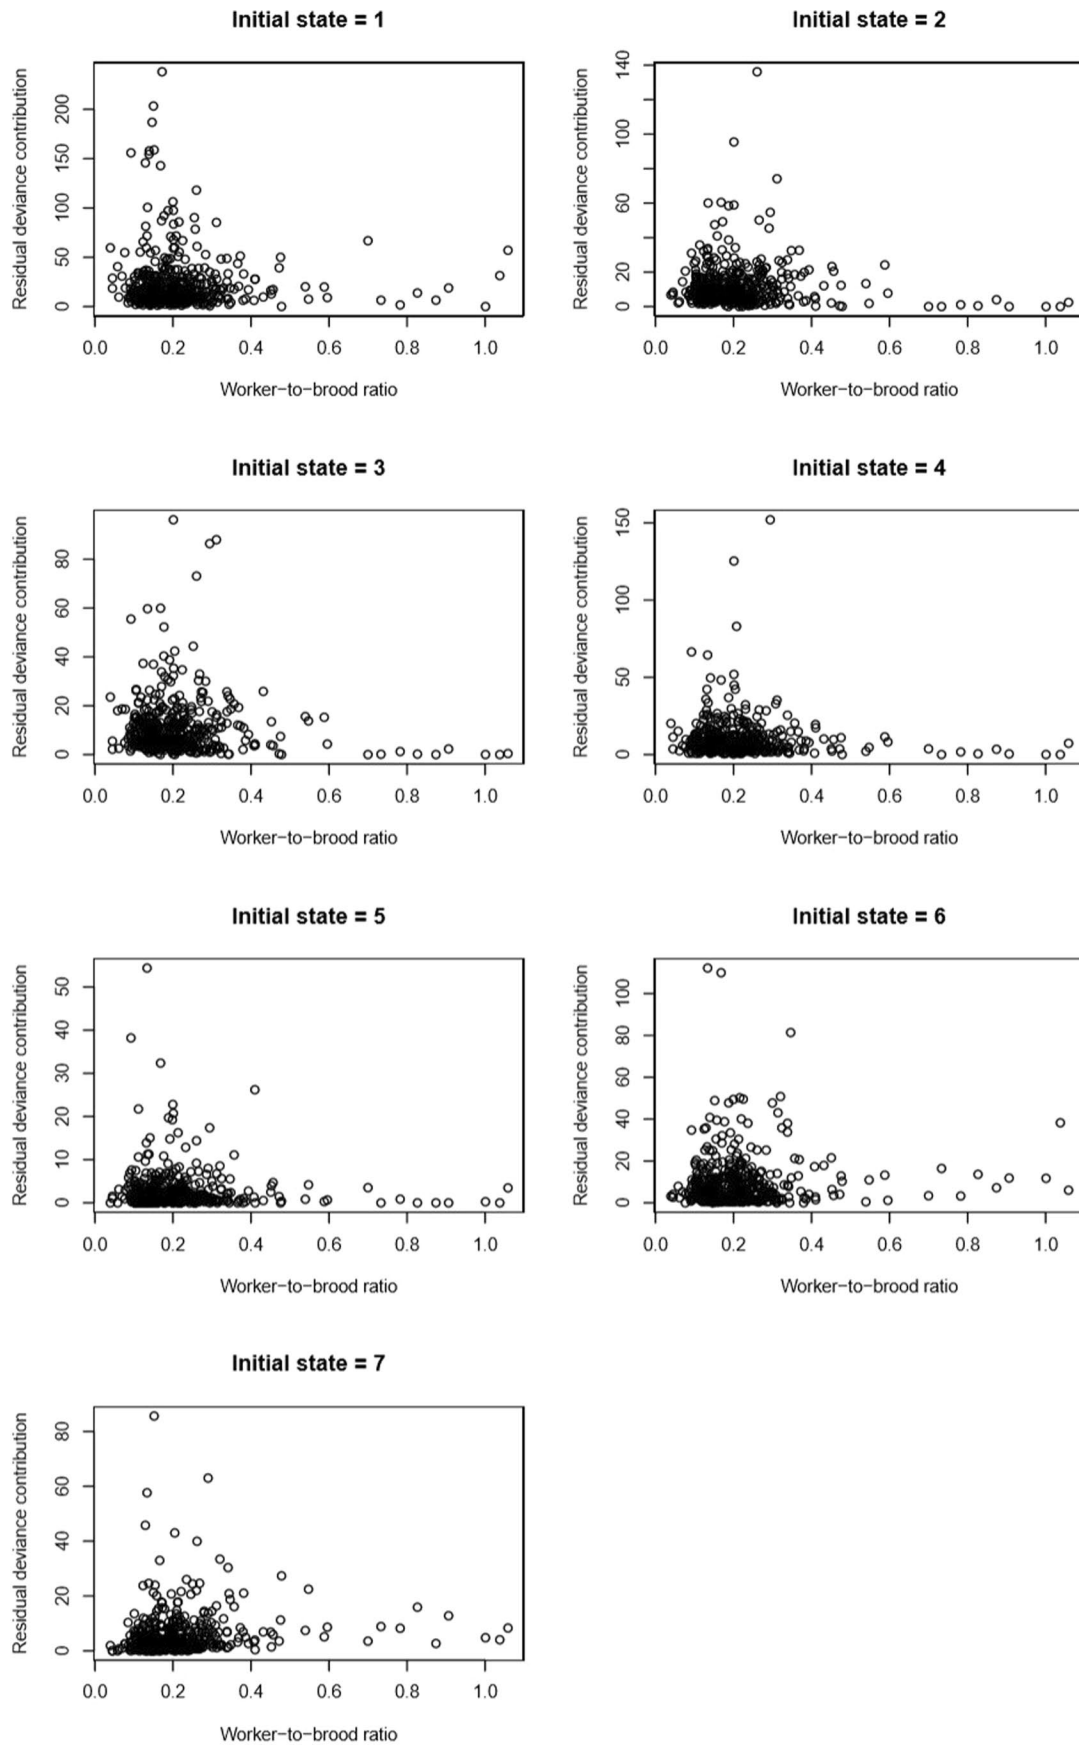 Initial state = 1
Residual deviance contribution
200
150
100
50
0
0.0 0.2 0.4 0.6 0.8 1.0
Worker−to−brood ratio
Initial state = 2
Residual deviance contribution
140
100
60
20
0
0.0 0.2 0.4 0.6 0.8 1.0
Worker−to−brood ratio
Initial state = 3
Residual deviance contribution
80
60
40
20
0
0.0 0.2 0.4 0.6 0.8 1.0
Worker−to−brood ratio
Initial state = 4
Residual deviance contribution
150
100
50
0
0.0 0.2 0.4 0.6 0.8 1.0
Worker−to−brood ratio
Initial state = 5
Residual deviance contribution
50
40
30
20
10
0
0.0 0.2 0.4 0.6 0.8 1.0
Worker−to−brood ratio
Initial state = 6
Residual deviance contribution
100
80
60
40
20
0
0.0 0.2 0.4 0.6 0.8 1.0
Worker−to−brood ratio
Initial state = 7
Residual deviance contribution
80
60
40
20
0
0.0 0.2 0.4 0.6 0.8 1.0
Worker−to−brood ratio